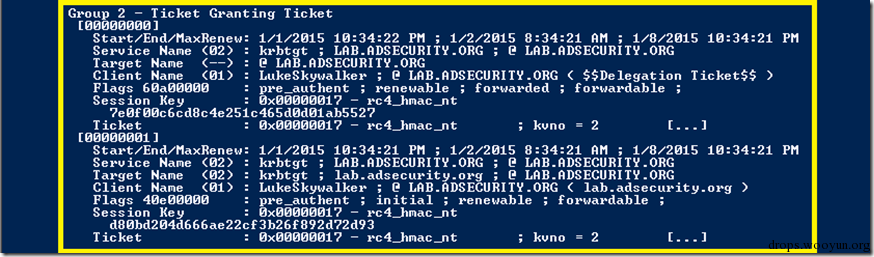 Group 2 - Ticket Granting Ticket
[00000000]
Start/End/MaxRenew: 1/1/2015 10:34:22 PM ; 1/2/2015 8:34:21 AM ; 1/8/2015 10:34:21 PM
Service Name (02) : krbtgt ; LAB.ADSECURITY.ORG ; @ LAB.ADSECURITY.ORG
Target Name (--) : @ LAB.ADSECURITY.ORG
Client Name (01) : LukeSkywalker ; @ LAB.ADSECURITY.ORG ( $$Delegation Ticket$$ )
Flags 60a00000 : pre_authent ; renewable ; forwarded ; forwardable ;
Session Key : 0x00000017 - rc4_hmac_nt
7e0f00c6cd8c4e251c465d0d01ab5527
Ticket : 0x00000017 - rc4_hmac_nt ; kvno = 2 [...]
[00000001]
Start/End/MaxRenew: 1/1/2015 10:34:21 PM ; 1/2/2015 8:34:21 AM ; 1/8/2015 10:34:21 PM
Service Name (02) : krbtgt ; LAB.ADSECURITY.ORG ; @ LAB.ADSECURITY.ORG
Target Name (02) : krbtgt ; lab.adsecurity.org ; @ LAB.ADSECURITY.ORG
Client Name (01) : LukeSkywalker ; @ LAB.ADSECURITY.ORG ( lab.adsecurity.org )
Flags 40e00000 : pre_authent ; initial ; renewable ; forwardable ;
Session Key : 0x00000017 - rc4_hmac_nt
d80bd204d666ae22cf3b26f892d72d93
Ticket : 0x00000017 - rc4_hmac_nt ; kvno = 2 [...]
drops.wooyun.org